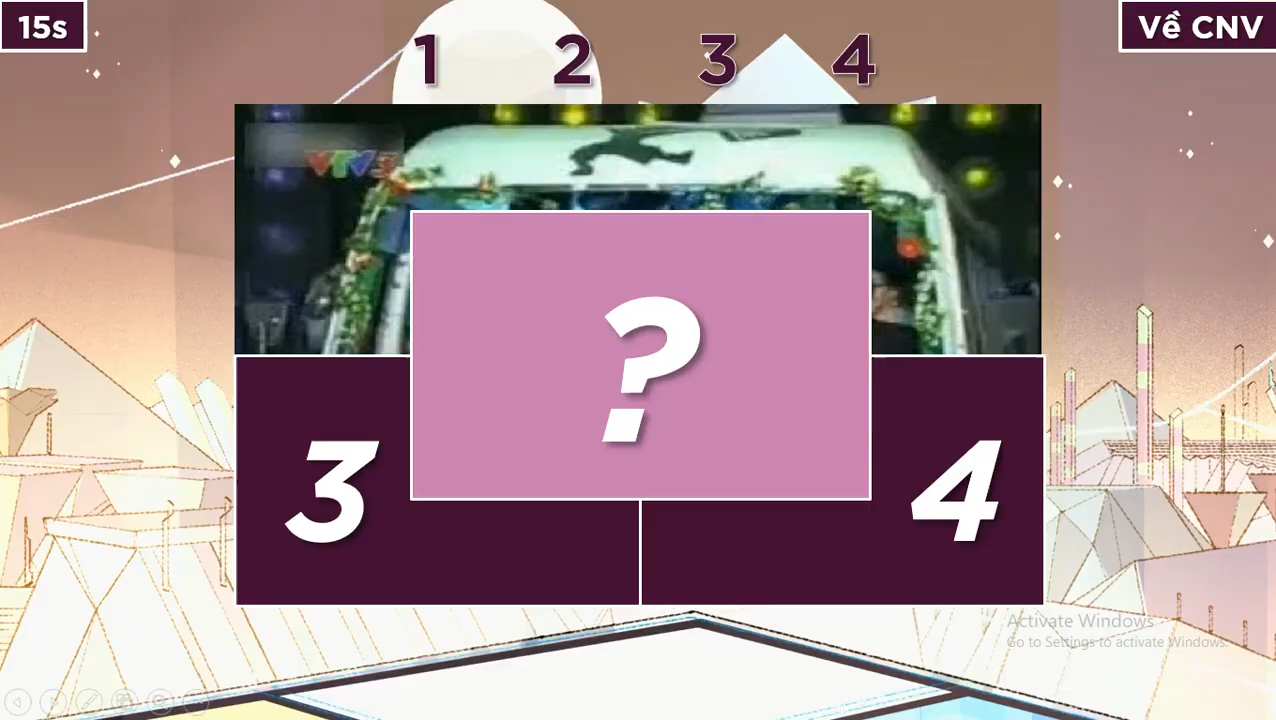 15s
Về CNV
1 2 3 4
VTV3
?
3
4
Activate Windows
Go to Settings to activate Windows.